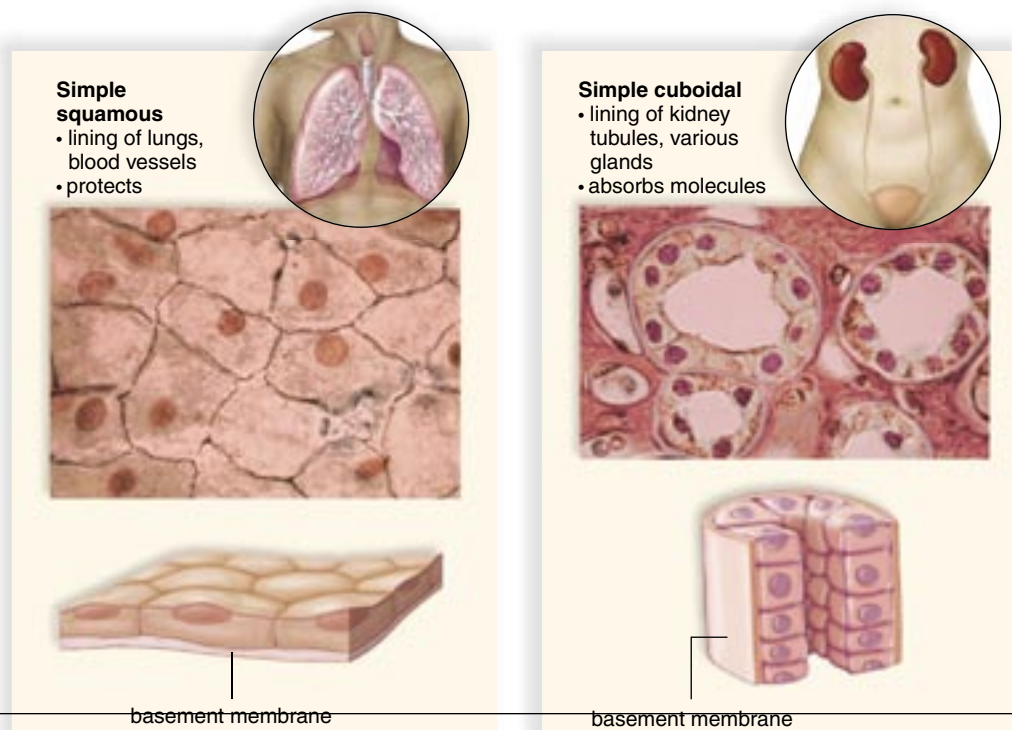 Simple
squamous
• lining of lungs,
blood vessels
• protects
basement membrane
Simple cuboidal
• lining of kidney
tubules, various
glands
• absorbs molecules
basement membrane